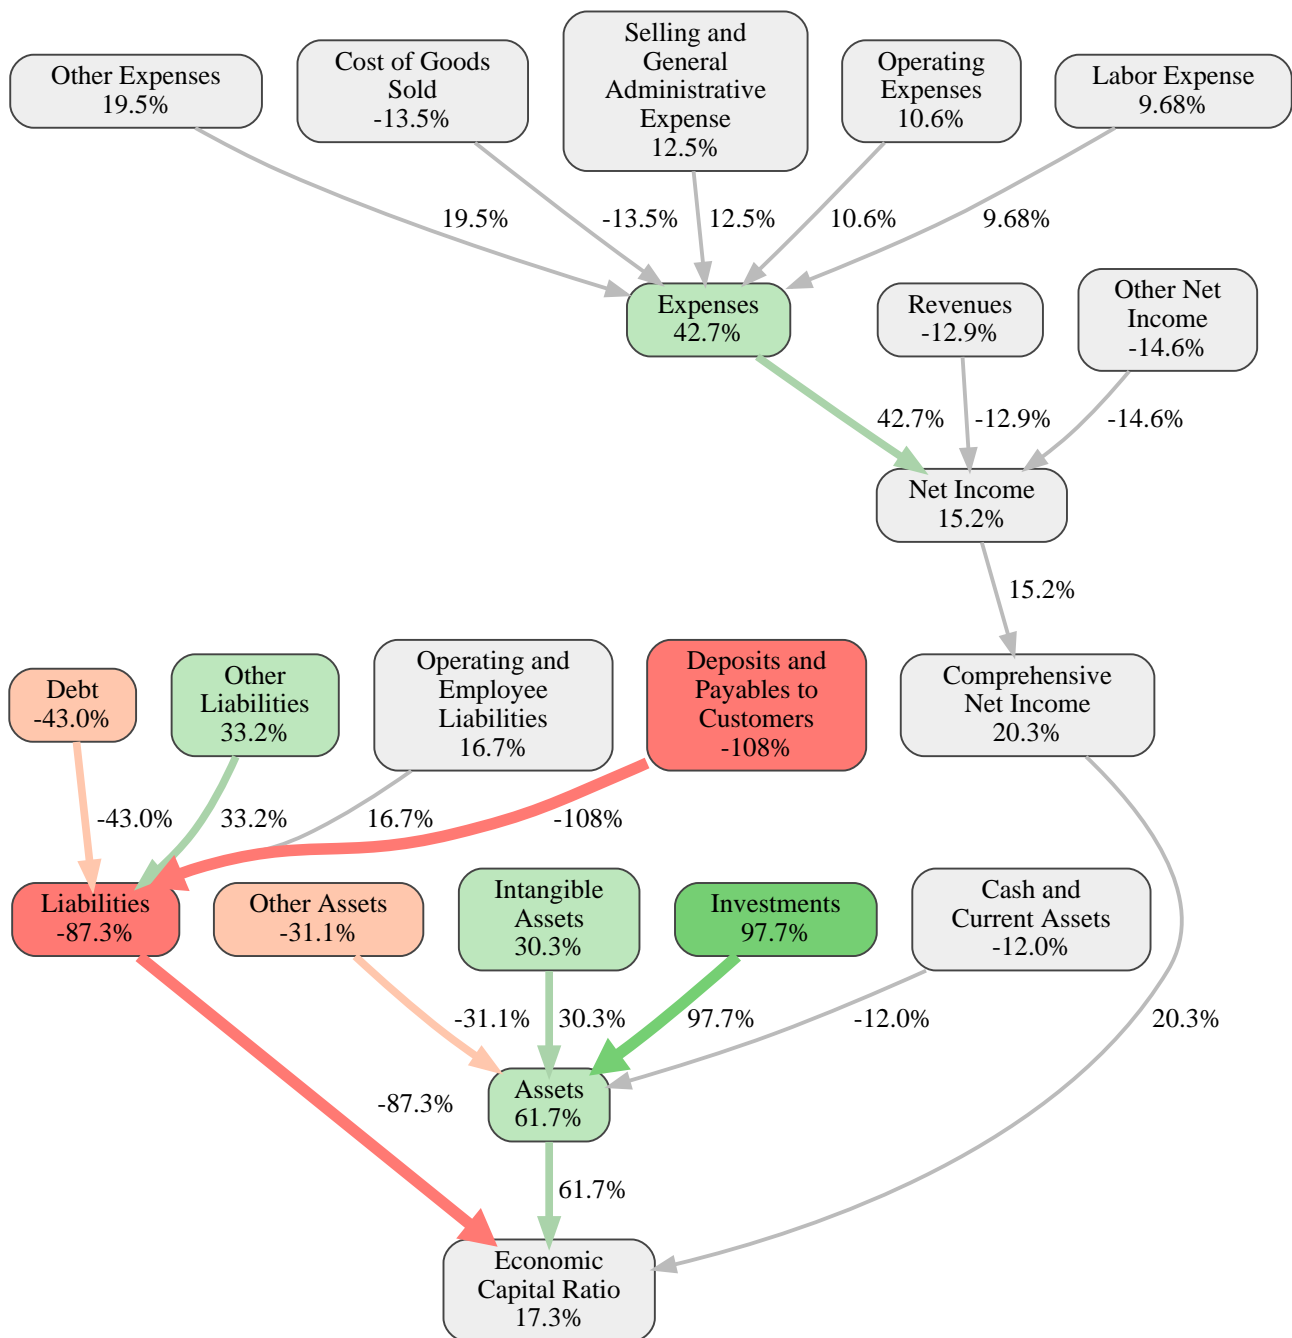 Other Expenses
19.5%
Cost of Goods
Sold
-13.5%
Selling and
General
Administrative
Expense
12.5%
Operating
Expenses
10.6%
Labor Expense
9.68%
19.5%
-13.5%
12.5%
10.6%
9.68%
Expenses
42.7%
Revenues
-12.9%
Other Net
Income
-14.6%
42.7%
-12.9%
-14.6%
Net Income
15.2%
15.2%
Debt
-43.0%
Other
Liabilities
33.2%
Operating and
Employee
Liabilities
16.7%
Deposits and
Payables to
Customers
-108%
Comprehensive
Net Income
20.3%
-43.0%
33.2%
16.7%
-108%
Liabilities
-87.3%
Other Assets
-31.1%
Intangible
Assets
30.3%
Investments
97.7%
Cash and
Current Assets
-12.0%
-31.1%
30.3%
97.7%
-12.0%
20.3%
-87.3%
Assets
61.7%
61.7%
Economic
Capital Ratio
17.3%